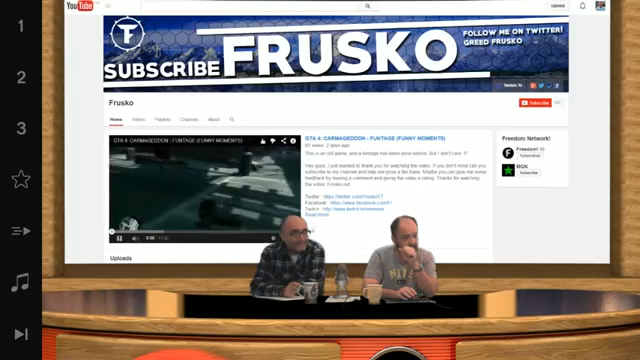 1
2
3
YouTube
Upload
FOLLOW ME ON TWITTER!
GREED FRUSKO
SUBSCRIBE FRUSKO
Frusko
Subscribe
Home Videos Playlists Channels About
GTA 4: CARMAGEDDON - FUNTAGE (FUNNY MOMENTS)
GTA 4: CARMAGEDDON - FUNTAGE (FUNNY MOMENTS)
2 days ago
This is an old game, and a funtage has been done before, but I don't care :P
Hey guys, I just wanted to thank you for watching the video. If you don't mind can you
subscribe to my channel and help me grow a fan base. Maybe you can give me some
feedback by leaving a comment and giving the video a rating. Thanks for watching
the video, Frusko out
Twitter :
Facebook :
Twitch :
Read more
Freedom Network!
Freedom!
Subscribed
MGN
Subscribe
Uploads